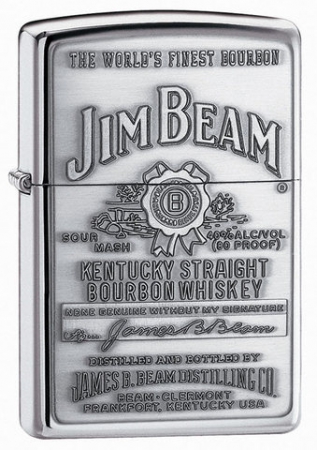 THE WORLD'S FINEST BOURBON
JIM BEAM
B
®
SOUR
MASH
40% ALC/VOL
(80 PROOF)
KENTUCKY STRAIGHT
BOURBON WHISKEY
NONE GENUINE WITHOUT MY SIGNATURE
James B. Beam
DISTILLED AND BOTTLED BY
JAMES B. BEAM DISTILLING CO.
BEAM-CLERMONT
FRANKFORT, KENTUCKY USA